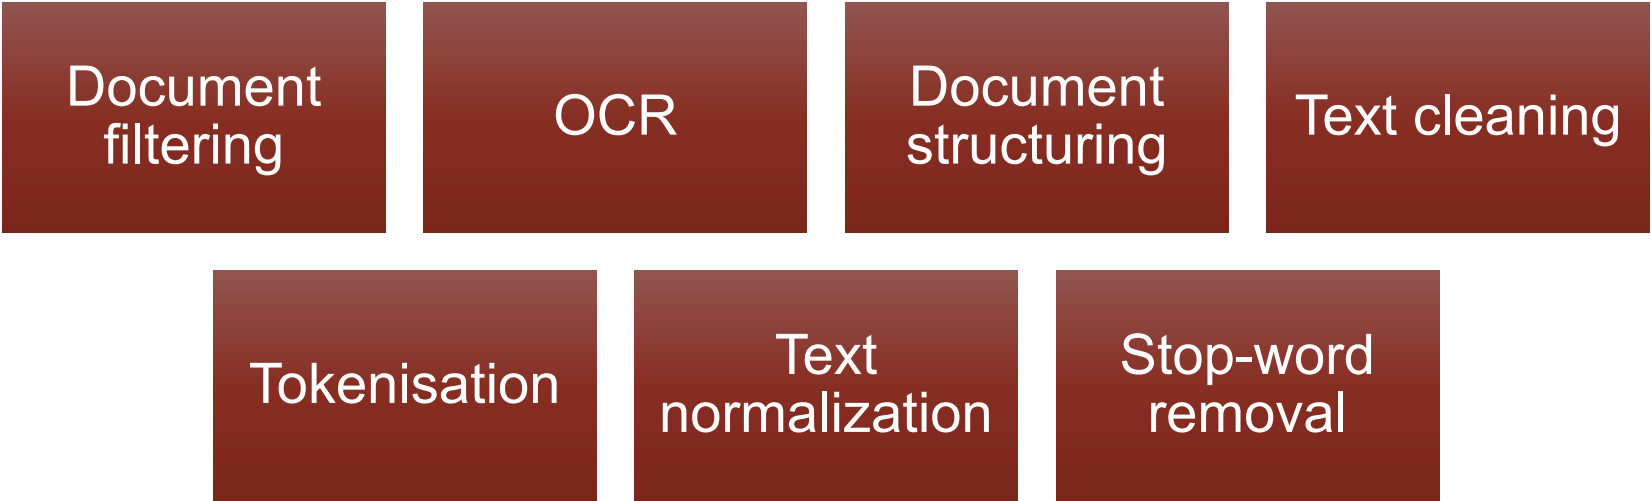 Document
filtering
OCR
Document
structuring
Text cleaning
Tokenisation
Text
normalization
Stop-word
removal